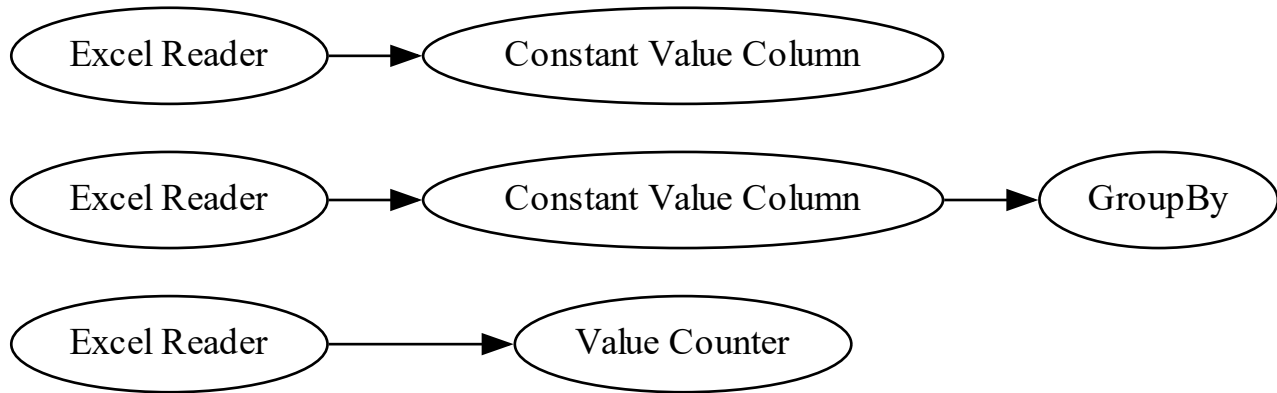 Excel Reader
Constant Value Column
Excel Reader
Constant Value Column
GroupBy
Excel Reader
Value Counter